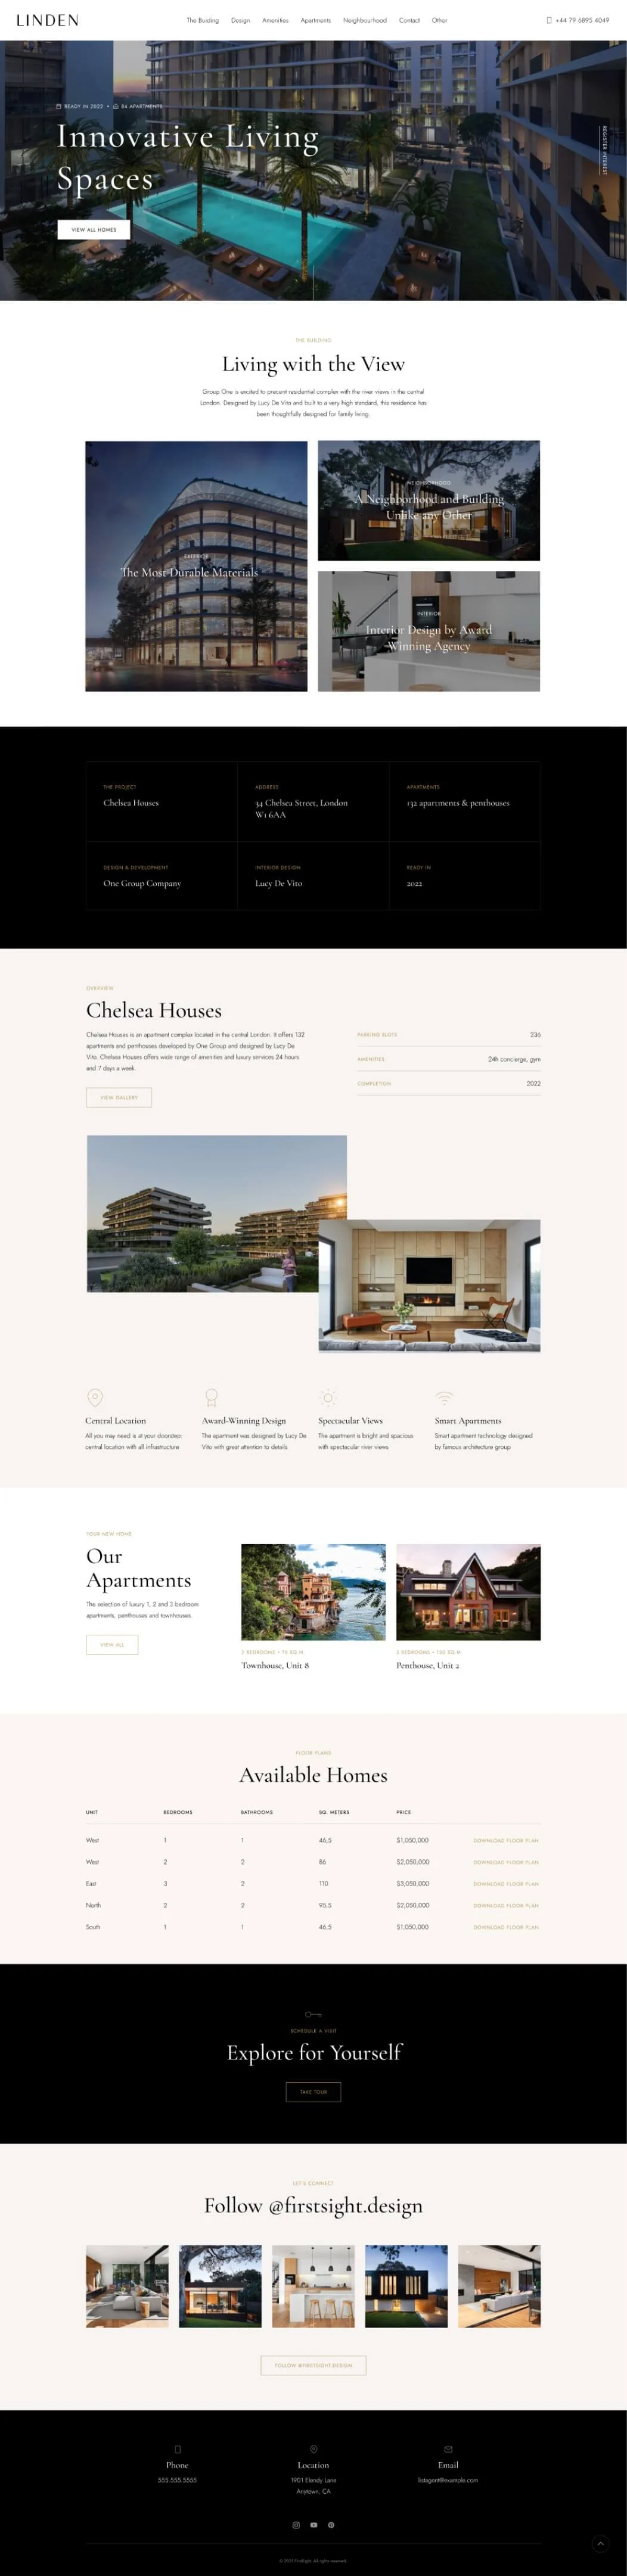 LINDEN
The Buiding Design Amenities Apartments Neighbourhood Contact Other
+44 79 6895 4049
READY IN 2022 • 84 APARTMENTS
Innovative Living
Spaces
VIEW ALL HOMES
REGISTER INTEREST
THE BUILDING
Living with the View
Group One is excited to precent residential complex with the river views in the central
London. Designed by Lucy De Vito and built to a very high standard, this residence has
been thoughtfully designed for family living.
EXTERIOR
The Most Durable Materials
NEIGHBORHOOD
A Neighborhood and Building
Unlike any Other
INTERIOR
Interior Design by Award
Winning Agency
THE PROJECT
Chelsea Houses
ADDRESS
34 Chelsea Street, London
W1 6AA
APARTMENTS
132 apartments & penthouses
DESIGN & DEVELOPMENT
One Group Company
INTERIOR DESIGN
Lucy De Vito
READY IN
2022
OVERVIEW
Chelsea Houses
Chelsea Houses is an apartment complex located in the central London. It offers 132
apartments and penthouses developed by One Group and designed by Lucy De
Vito. Chelsea Houses offers wide range of amenities and luxury services 24 hours
and 7 days a week.
VIEW GALLERY
PARKING SLOTS 236
AMENITIES 24h concierge, gym
COMPLETION 2022
Central Location
All you may need is at your doorstep:
central location with all infrastructure
Award-Winning Design
The apartment was designed by Lucy De
Vito with great attention to details
Spectacular Views
The apartment is bright and spacious
with spectacular river views
Smart Apartments
Smart apartment technology designed
by famous architecture group
YOUR NEW HOME
Our
Apartments
The selection of luxury 1, 2 and 3 bedroom
apartments, penthouses and townhouses
VIEW ALL
BEDROOMS • 75 SQ.M
Townhouse, Unit 8
BEDROOMS • SQ.M
Penthouse, Unit 2
FLOOR PLANS
Available Homes
UNIT BEDROOMS BATHROOMS SQ. METERS PRICE
West 1 1 46,5 $1,050,000 DOWNLOAD FLOOR PLAN
West 2 2 86 $2,050,000 DOWNLOAD FLOOR PLAN
East 3 2 110 $3,050,000 DOWNLOAD FLOOR PLAN
North 2 2 95,5 $2,050,000 DOWNLOAD FLOOR PLAN
South 1 1 46,5 $1,050,000 DOWNLOAD FLOOR PLAN
SCHEDULE A VISIT
Explore for Yourself
TAKE TOUR
LET'S CONNECT
Follow @firstsight.design
FOLLOW @FIRSTSIGHT.DESIGN
Phone
555 555 5555
Location
1901 Elendy Lane
Anytown, CA
Email
listagent@example.com
© 2021 FirstSight. All rights reserved.